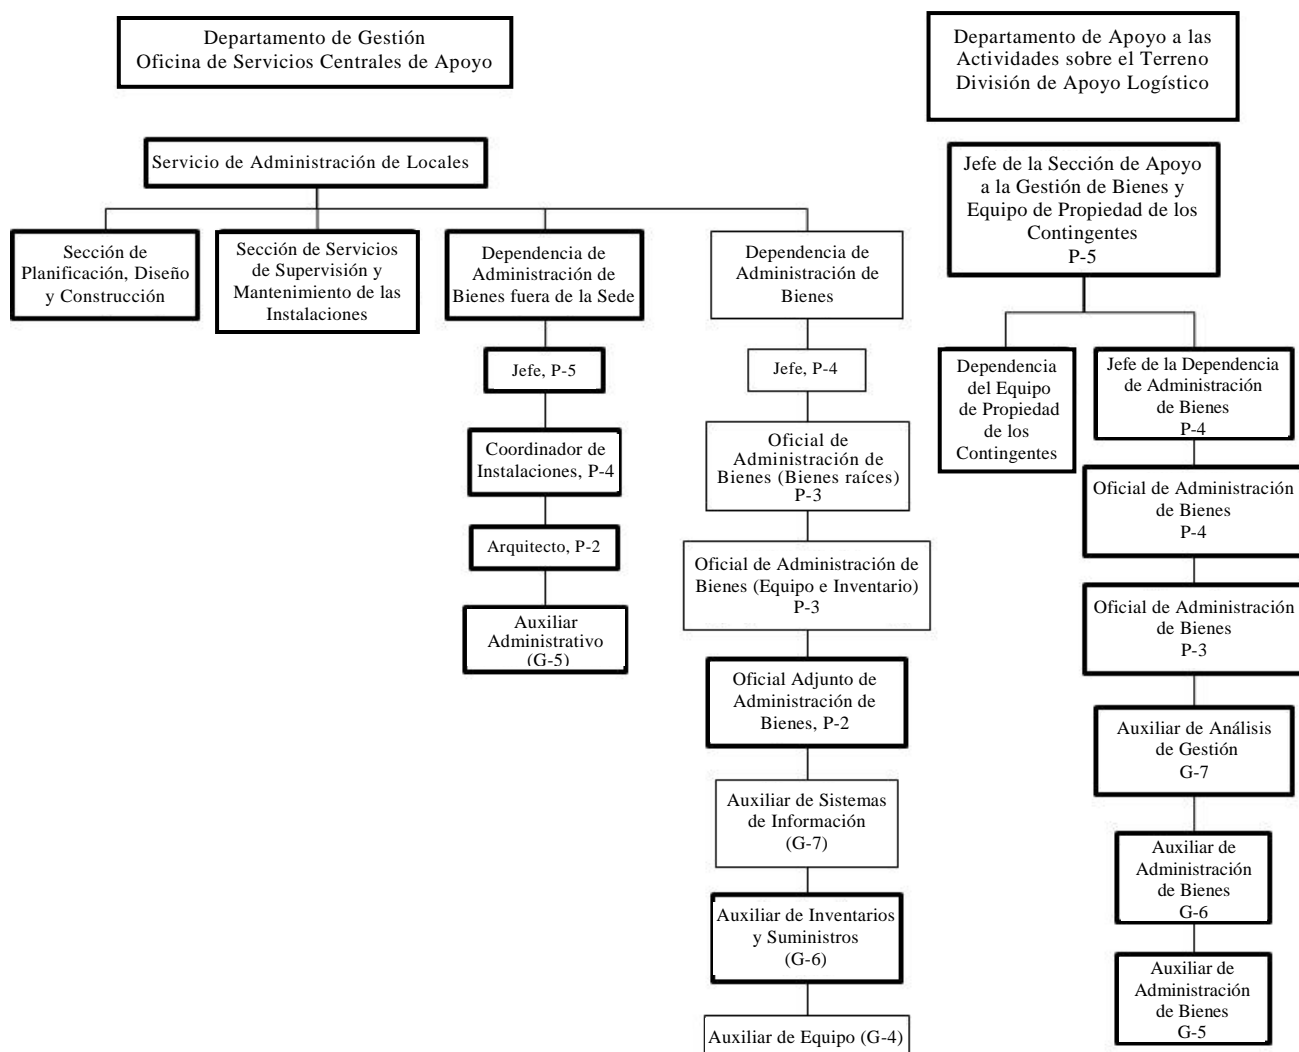 Departamento de Gestión
Oficina de Servicios Centrales de Apoyo
Departamento de Apoyo a las
Actividades sobre el Terreno
División de Apoyo Logístico
Servicio de Administración de Locales
Sección de
Planificación, Diseño
y Construcción
Sección de Servicios
de Supervisión y
Mantenimiento de las
Instalaciones
Dependencia de
Administración de
Bienes fuera de la Sede
Jefe, P-5
Coordinador de
Instalaciones, P-4
Arquitecto, P-2
Auxiliar
Administrativo
(G-5)
Dependencia de
Administración de
Bienes
Jefe, P-4
Oficial de
Administración de
Bienes (Bienes raíces)
P-3
Oficial de Administración de
Bienes (Equipo e Inventario)
P-3
Oficial Adjunto de
Administración de
Bienes, P-2
Auxiliar de Sistemas
de Información
(G-7)
Auxiliar de Inventarios
y Suministros
(G-6)
Auxiliar de Equipo (G-4)
Jefe de la Sección de Apoyo
a la Gestión de Bienes y
Equipo de Propiedad de los
Contingentes
P-5
Dependencia
del Equipo
de Propiedad
de los
Contingentes
Jefe de la Dependencia
de Administración
de Bienes
P-4
Oficial de Administración
de Bienes
P-4
Oficial de Administración
de Bienes
P-3
Auxiliar de Análisis
de Gestión
G-7
Auxiliar de
Administración
de Bienes
G-6
Auxiliar de
Administración
de Bienes
G-5